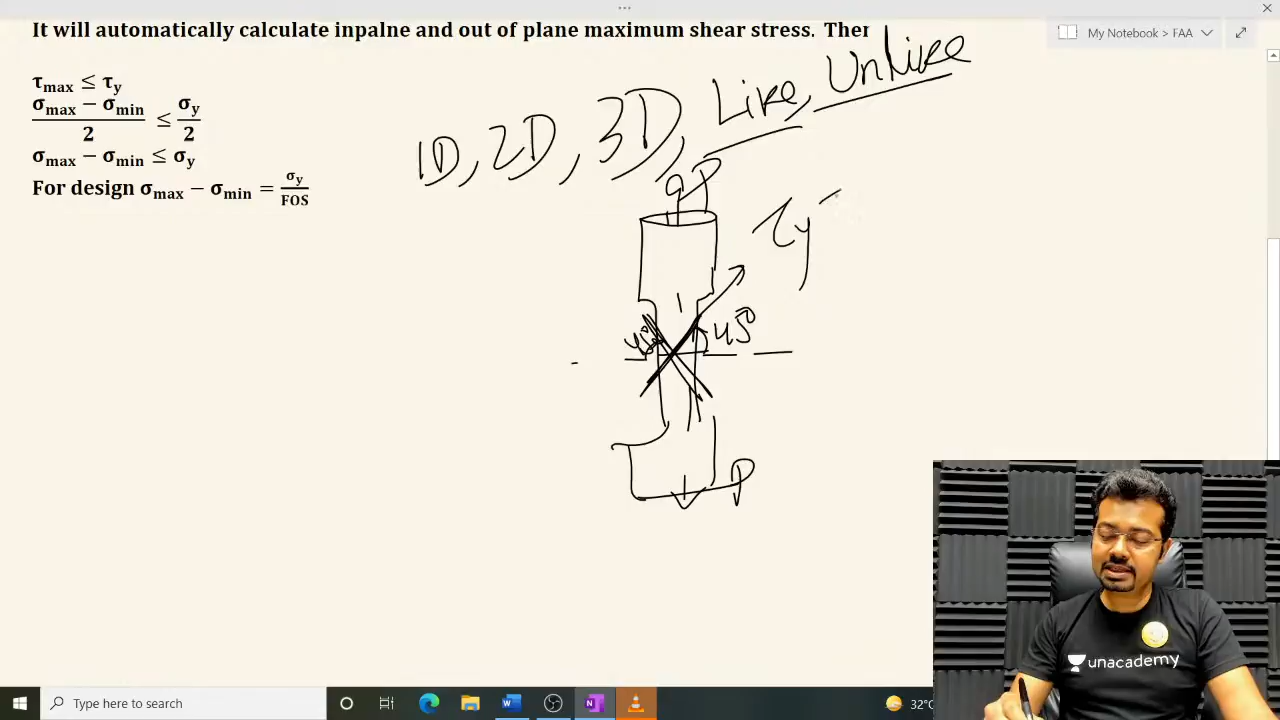 It will automatically calculate inpalne and out of plane maximum shear stress. Ther
My Notebook > FAA
τmax ≤ τy
σmax − σmin / 2 ≤ σy / 2
σmax − σmin ≤ σy
For design σmax − σmin = σy / FOS
1D, 2D, 3D, Like, Unlike
P
τy
45°
P
unacademy
Type here to search
32°C